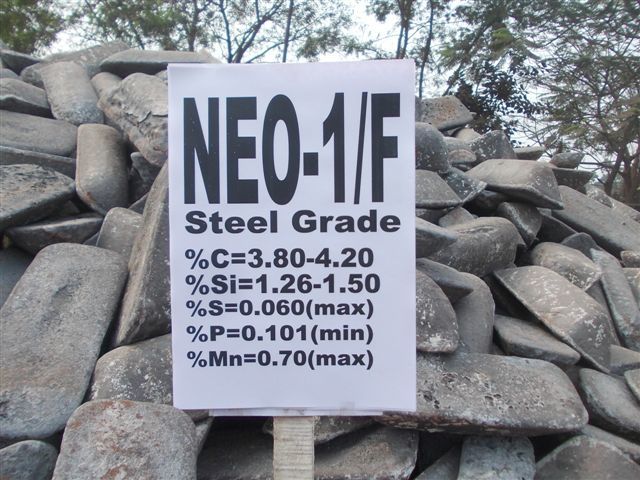 NEO-1/F
Steel Grade
%C=3.80-4.20
%Si=1.26-1.50
%S=0.060(max)
%P=0.101(min)
%Mn=0.70(max)